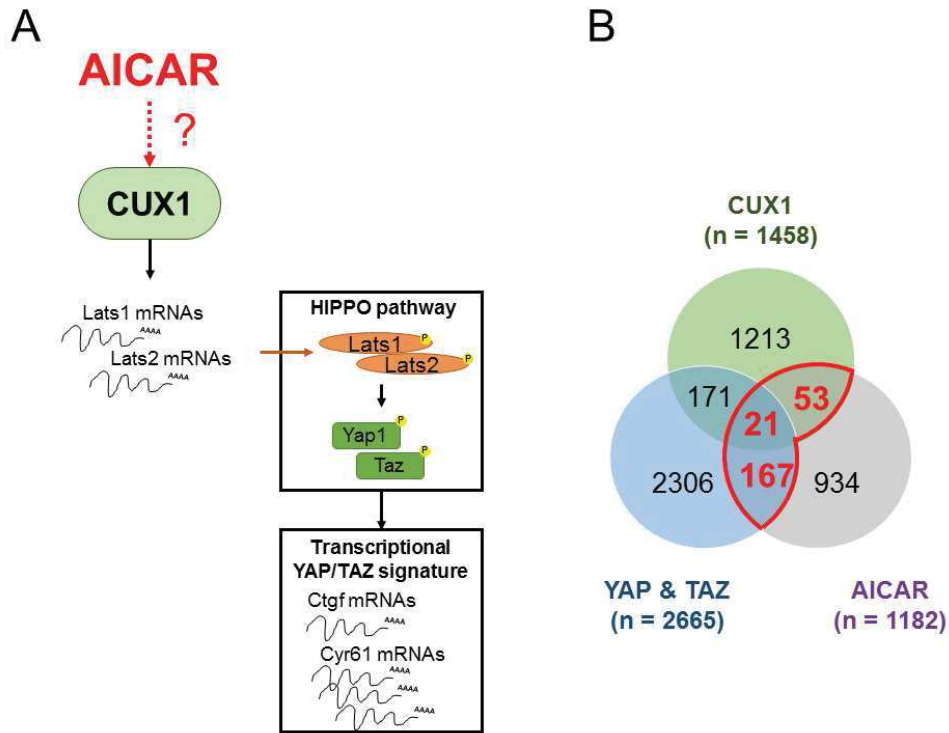 A
AICAR
?
CUX1
Lats1 mRNAs
AAAA
Lats2 mRNAs
AAAA
HIPPO pathway
P
Lats1
P
Lats2
P
Yap1
P
Taz
Transcriptional
YAP/TAZ signature
Ctgf mRNAs
AAAA
Cyr61 mRNAs
AAAA
AAAA
AAAA
B
CUX1
(n = 1458)
1213
171
53
21
2306
167
934
YAP & TAZ
(n = 2665)
AICAR
(n = 1182)